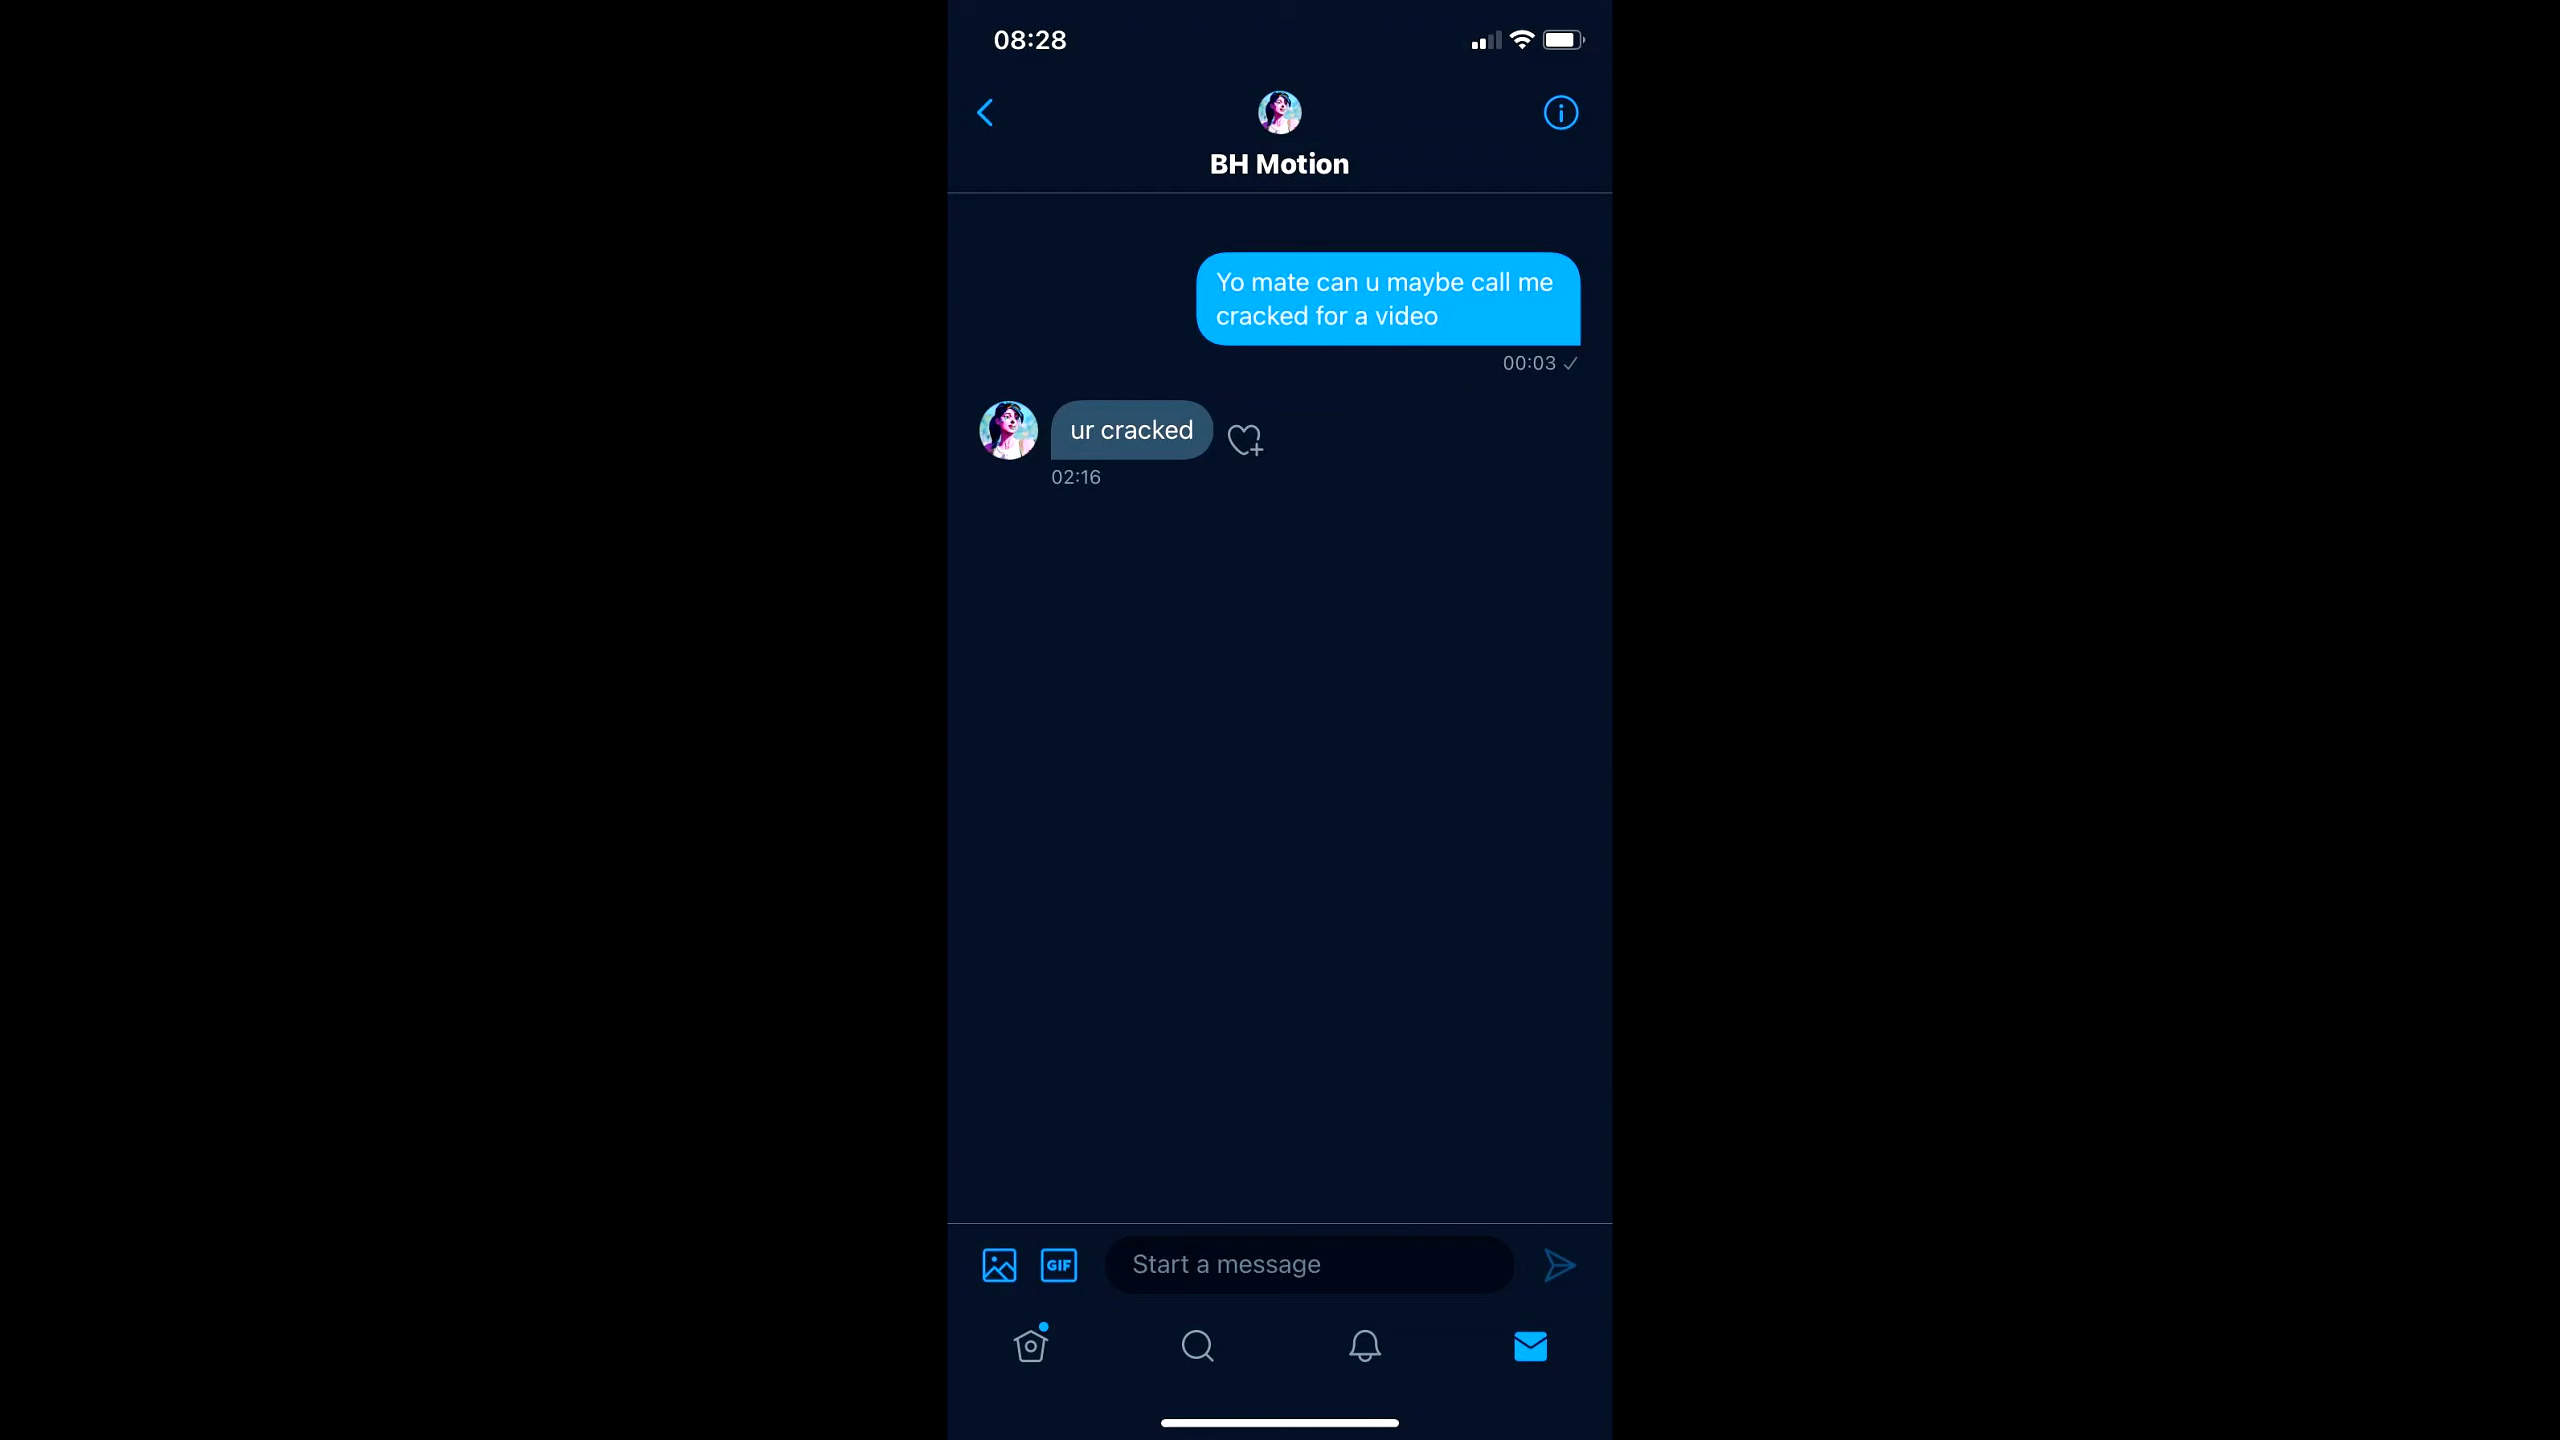 08:28
BH Motion
Yo mate can u maybe call me
cracked for a video
00:03
ur cracked
02:16
GIF
Start a message